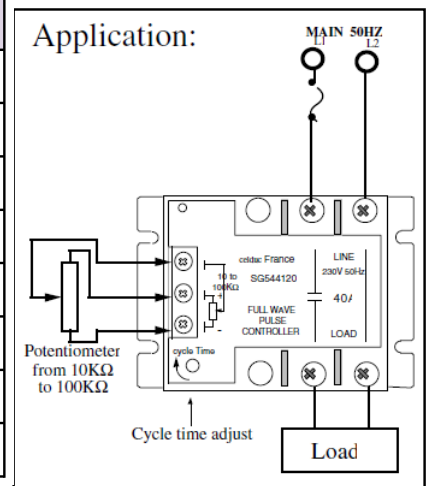 Application:
MAIN 50HZ
L1
L2
celduc France
SG544120
10 to
100KΩ
+
-
FULL WAVE
PULSE
CONTROLLER
LINE
230V 50Hz
40A
LOAD
cycle Time
Potentiometer
from 10KΩ
to 100KΩ
Cycle time adjust
Load